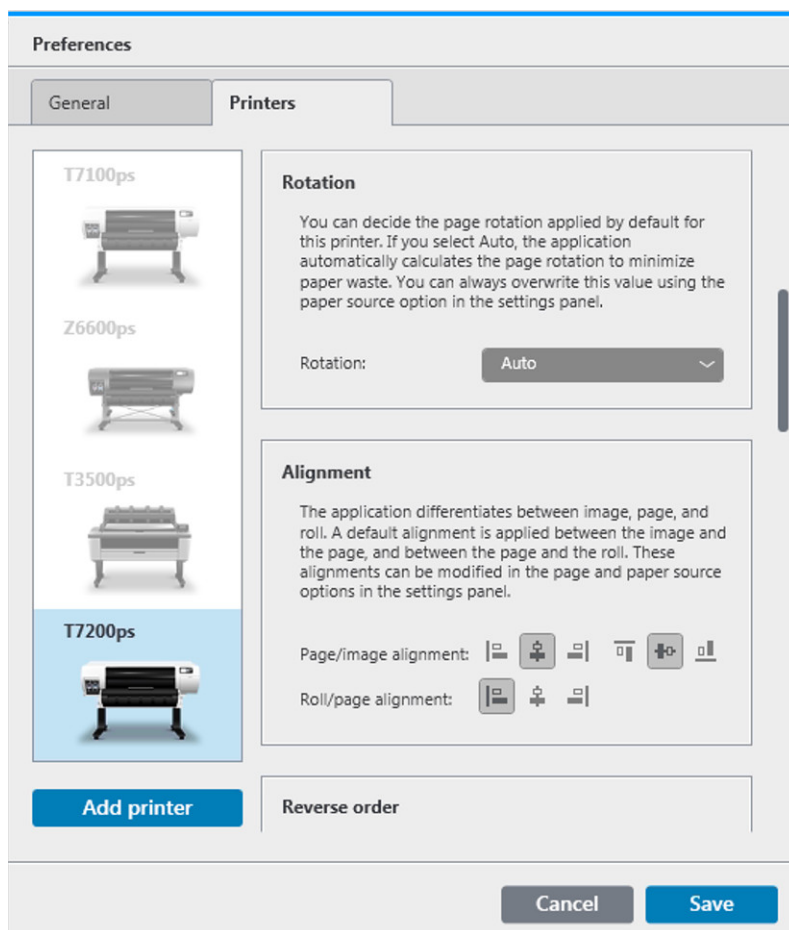 Preferences
General
Printers
T7100ps
Z6600ps
T3500ps
T7200ps
Add printer
Rotation
You can decide the page rotation applied by default for
this printer. If you select Auto, the application
automatically calculates the page rotation to minimize
paper waste. You can always overwrite this value using the
paper source option in the settings panel.
Rotation:
Auto
Alignment
The application differentiates between image, page, and
roll. A default alignment is applied between the image and
the page, and between the page and the roll. These
alignments can be modified in the page and paper source
options in the settings panel.
Page/image alignment:
Roll/page alignment:
Reverse order
Cancel
Save